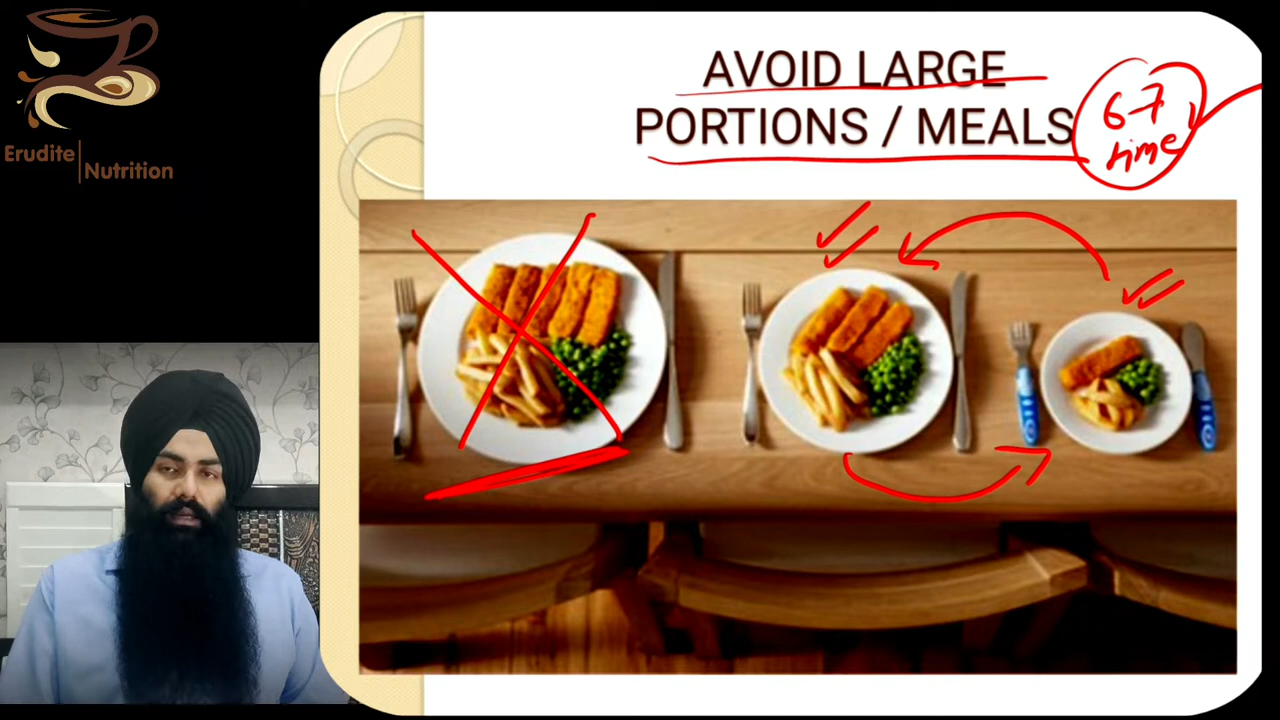 Erudite
Nutrition
AVOID LARGE
PORTIONS / MEALS
6-7
time